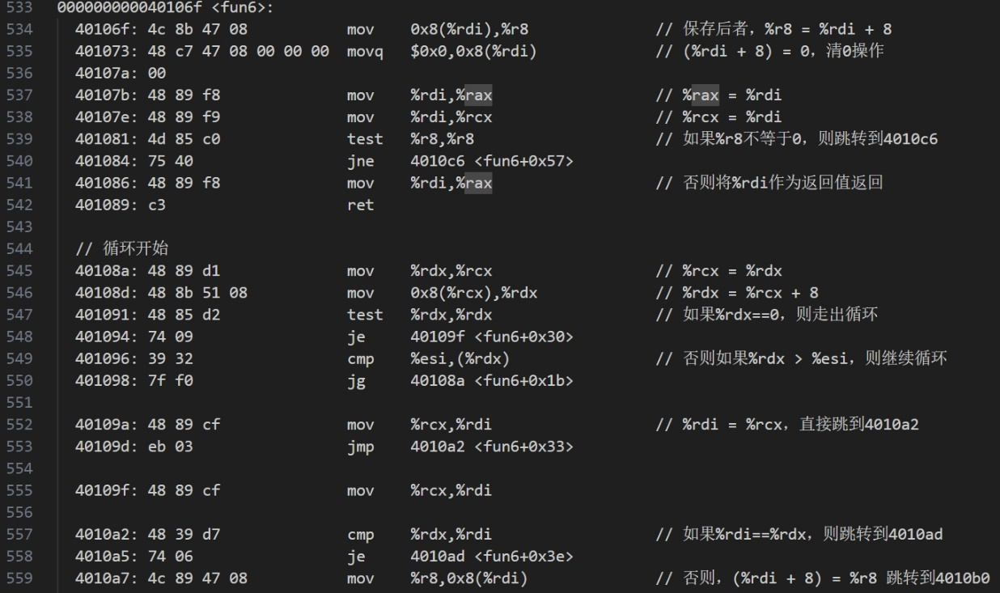 533 000000000040106f <fun6>:
534 40106f: 4c 8b 47 08 mov 0x8(%rdi),%r8 // 保存后者，%r8 = %rdi + 8
535 401073: 48 c7 47 08 00 00 00 movq $0x0,0x8(%rdi) // (%rdi + 8) = 0，清0操作
536 40107a: 00
537 40107b: 48 89 f8 mov %rdi,%rax // %rax = %rdi
538 40107e: 48 89 f9 mov %rdi,%rcx // %rcx = %rdi
539 401081: 4d 85 c0 test %r8,%r8 // 如果%r8不等于0，则跳转到4010c6
540 401084: 75 40 jne 4010c6 <fun6+0x57>
541 401086: 48 89 f8 mov %rdi,%rax // 否则将%rdi作为返回值返回
542 401089: c3 ret
543
544 // 循环开始
545 40108a: 48 89 d1 mov %rdx,%rcx // %rcx = %rdx
546 40108d: 48 8b 51 08 mov 0x8(%rcx),%rdx // %rdx = %rcx + 8
547 401091: 48 85 d2 test %rdx,%rdx // 如果%rdx==0，则走出循环
548 401094: 74 09 je 40109f <fun6+0x30>
549 401096: 39 32 cmp %esi,(%rdx) // 否则如果%rdx > %esi，则继续循环
550 401098: 7f f0 jg 40108a <fun6+0x1b>
551
552 40109a: 48 89 cf mov %rcx,%rdi // %rdi = %rcx，直接跳到4010a2
553 40109d: eb 03 jmp 4010a2 <fun6+0x33>
554
555 40109f: 48 89 cf mov %rcx,%rdi
556
557 4010a2: 48 39 d7 cmp %rdx,%rdi // 如果%rdi==%rdx，则跳转到4010ad
558 4010a5: 74 06 je 4010ad <fun6+0x3e>
559 4010a7: 4c 89 47 08 mov %r8,0x8(%rdi) // 否则，(%rdi + 8) = %r8 跳转到4010b0